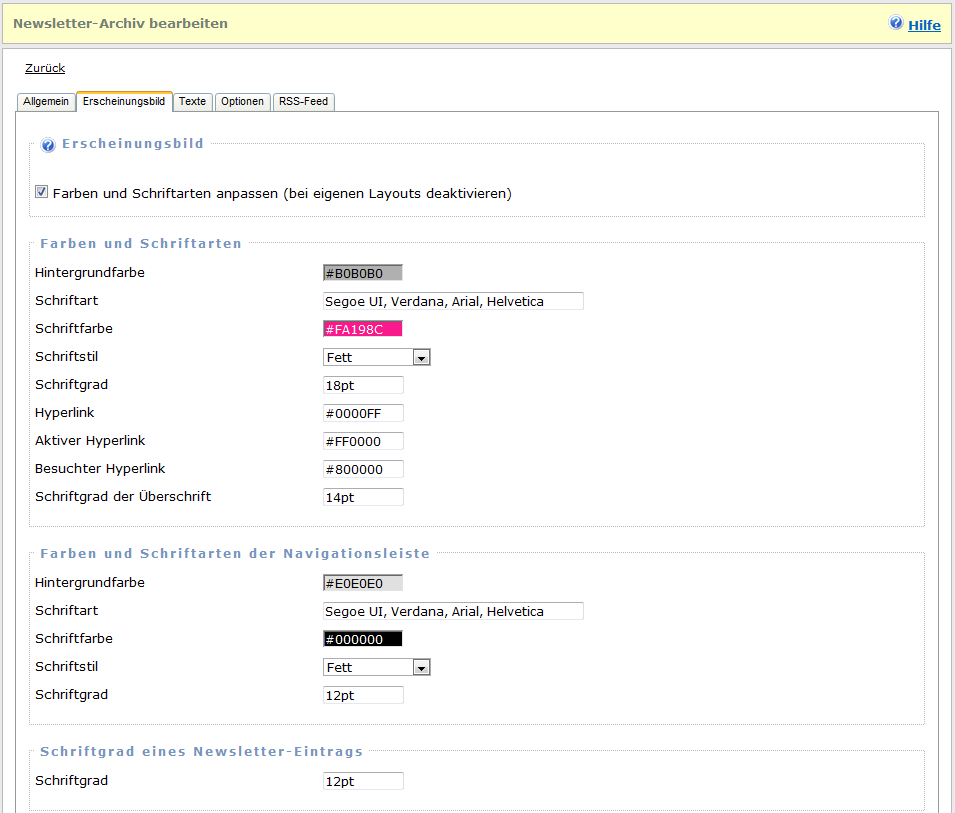 Newsletter-Archiv bearbeiten
Hilfe
Zurück
Allgemein Erscheinungsbild Texte Optionen RSS-Feed
Erscheinungsbild
Farben und Schriftarten anpassen (bei eigenen Layouts deaktivieren)
Farben und Schriftarten
Hintergrundfarbe #B0B0B0
Schriftart Segoe UI, Verdana, Arial, Helvetica
Schriftfarbe #FA198C
Schriftstil Fett
Schriftgrad 18pt
Hyperlink #0000FF
Aktiver Hyperlink #FF0000
Besuchter Hyperlink #800000
Schriftgrad der Überschrift 14pt
Farben und Schriftarten der Navigationsleiste
Hintergrundfarbe #E0E0E0
Schriftart Segoe UI, Verdana, Arial, Helvetica
Schriftfarbe #000000
Schriftstil Fett
Schriftgrad 12pt
Schriftgrad eines Newsletter-Eintrags
Schriftgrad 12pt